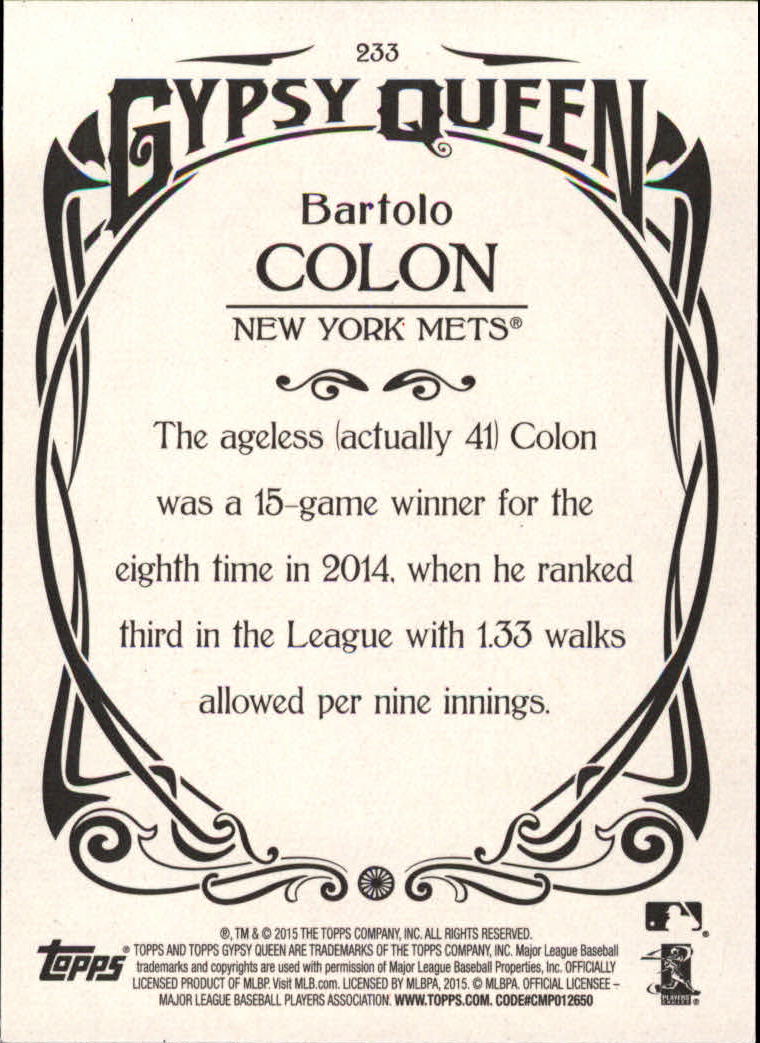 233
GYPSY QUEEN
Bartolo
COLON
NEW YORK METS®
The ageless (actually 41) Colon
was a 15-game winner for the
eighth time in 2014, when he ranked
third in the League with 1.33 walks
allowed per nine innings.
®, TM & © 2015 THE TOPPS COMPANY, INC. ALL RIGHTS RESERVED.
Topps® TOPPS AND TOPPS GYPSY QUEEN ARE TRADEMARKS OF THE TOPPS COMPANY, INC. Major League Baseball
trademarks and copyrights are used with permission of Major League Baseball Properties, Inc. OFFICIALLY
LICENSED PRODUCT OF MLBP. Visit MLB.com. LICENSED BY MLBPA, 2015. © MLBPA. OFFICIAL LICENSEE –
MAJOR LEAGUE BASEBALL PLAYERS ASSOCIATION. WWW.TOPPS.COM. CODE#CMP012650
PLAYERS